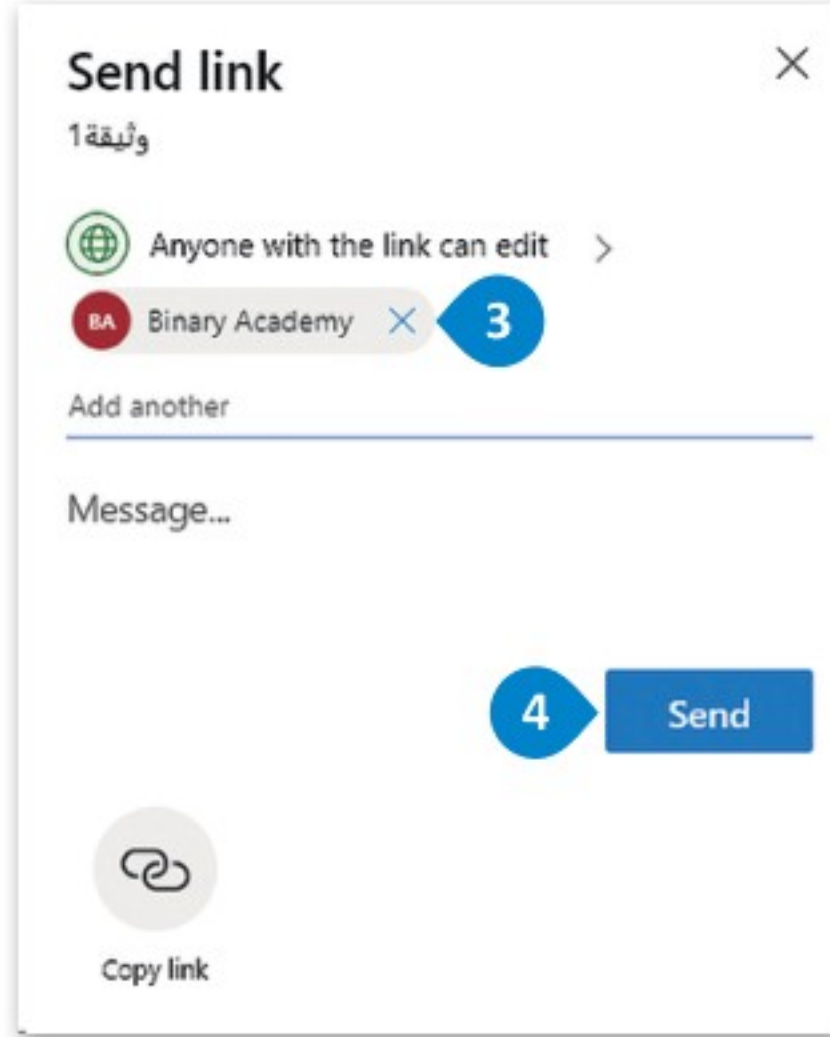 Send link
وثيقة1
Anyone with the link can edit
BA Binary Academy 3
Add another
Message...
4 Send
Copy link